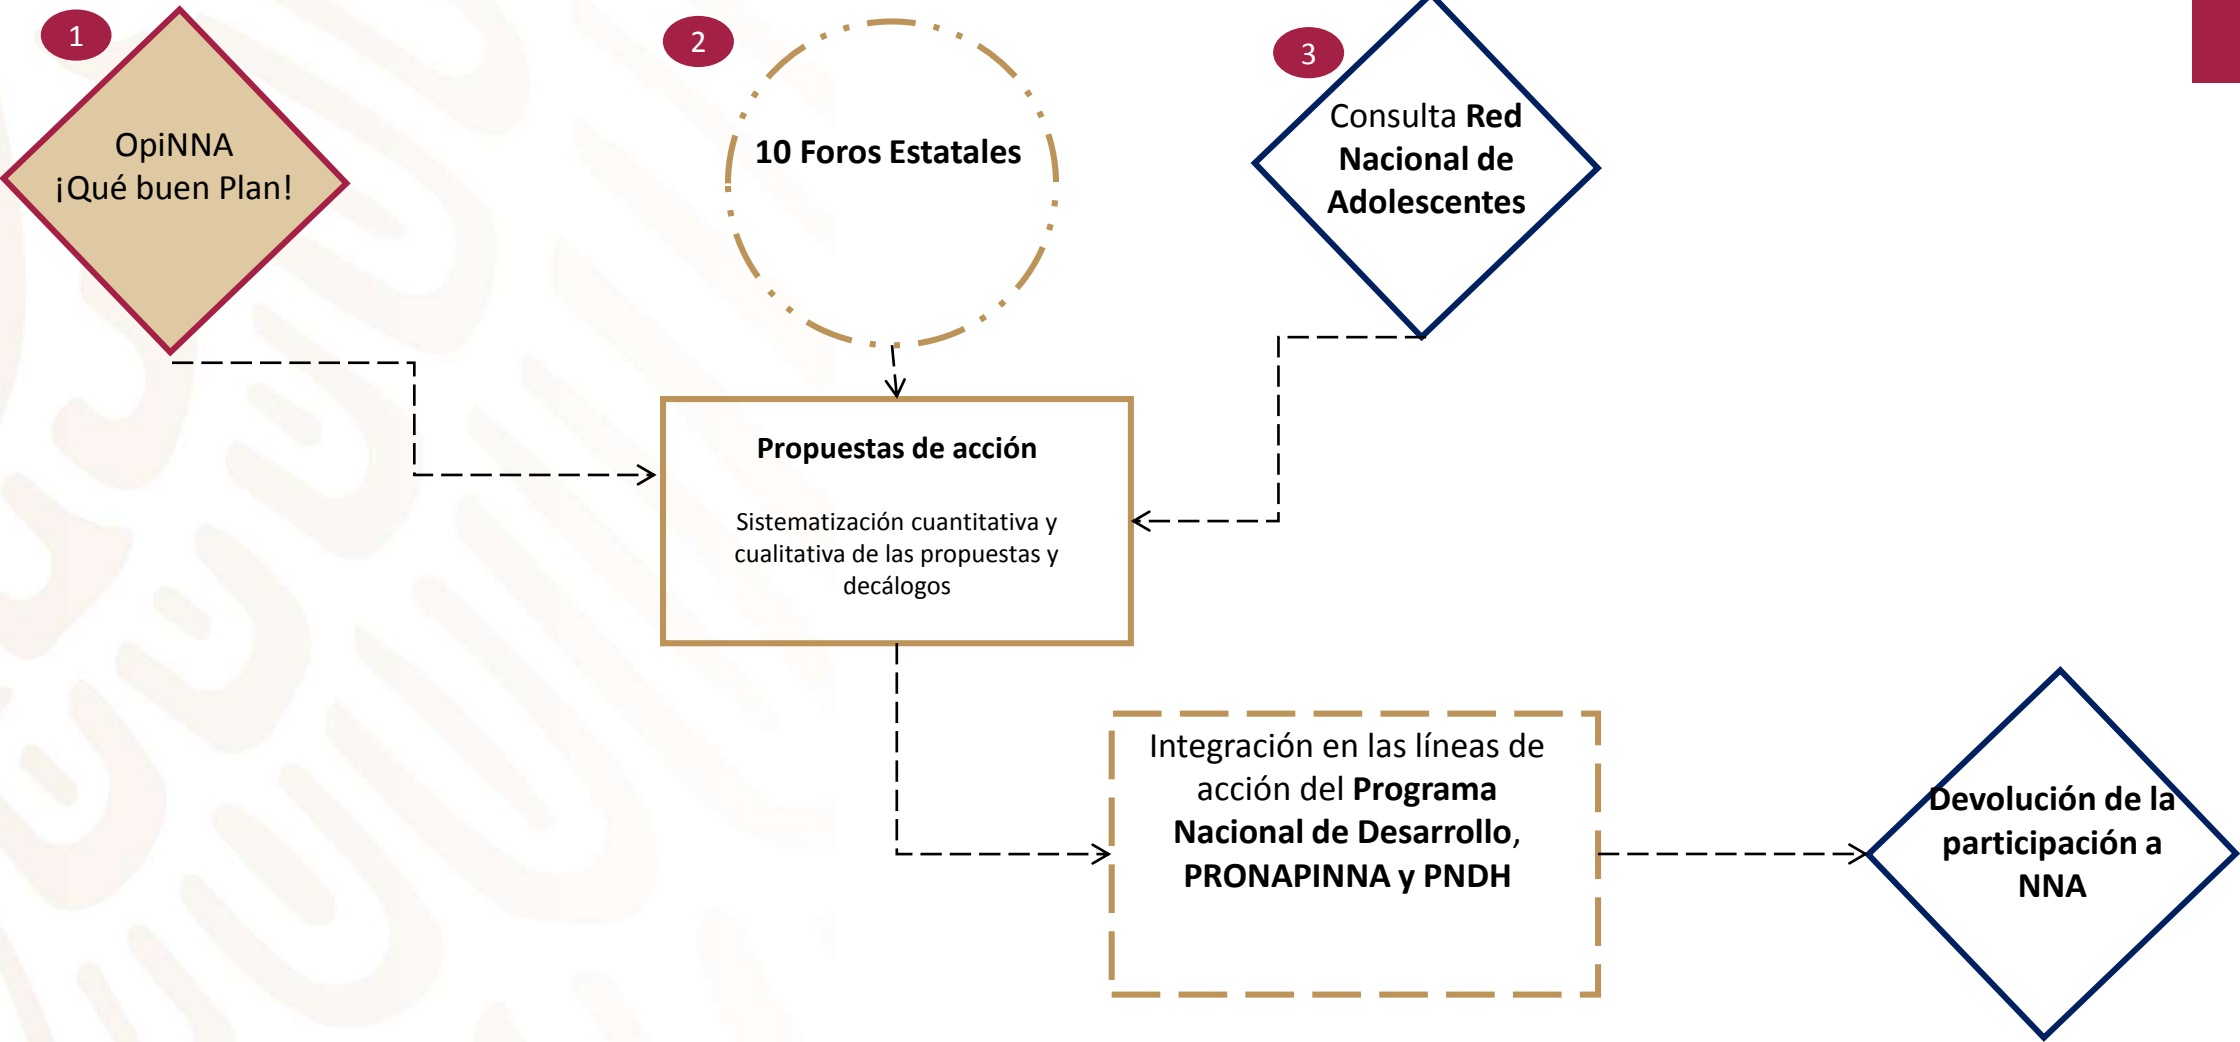 1
OpiNNA
¡Qué buen Plan!
2
10 Foros Estatales
3
Consulta Red
Nacional de
Adolescentes
Propuestas de acción
Sistematización cuantitativa y
cualitativa de las propuestas y
decálogos
Integración en las líneas de
acción del Programa
Nacional de Desarrollo,
PRONAPINNA y PNDH
Devolución de la
participación a
NNA